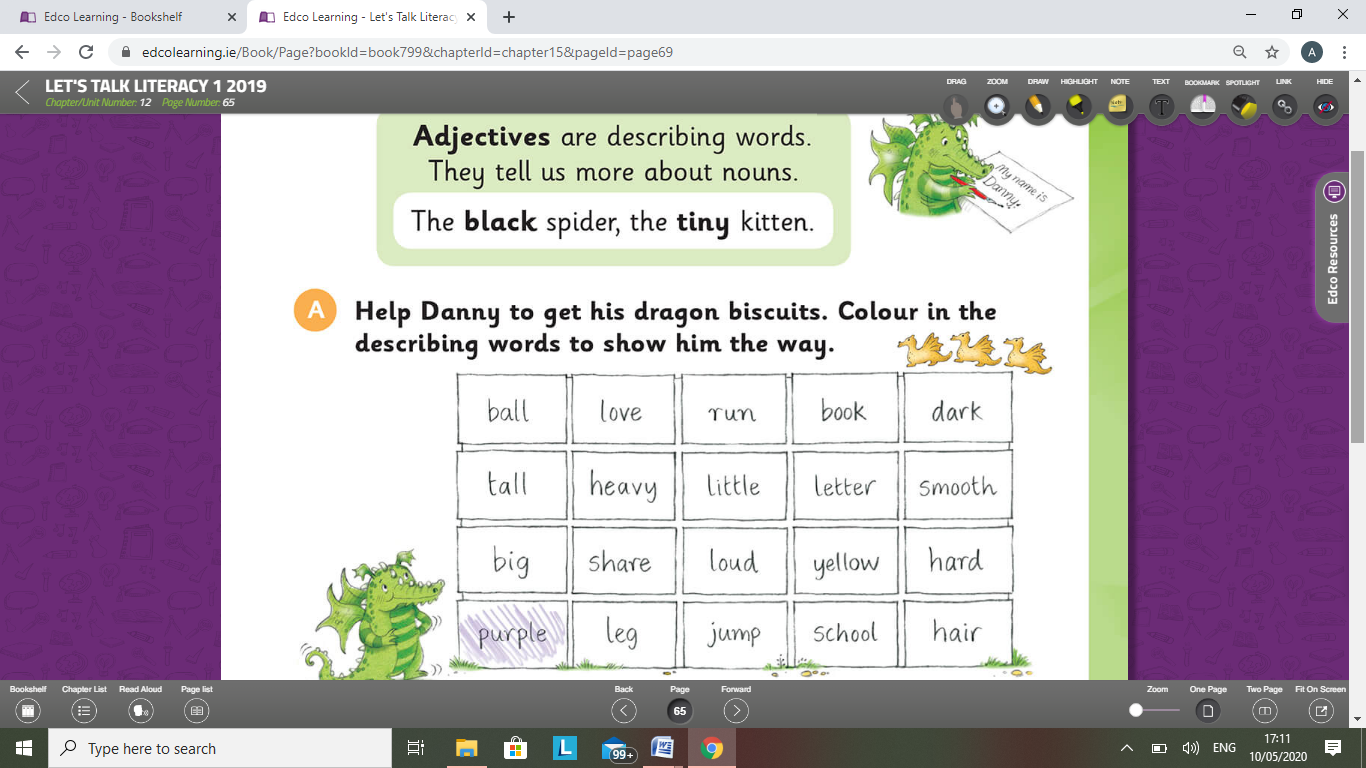 Edco Learning - Bookshelf
Edco Learning - Let's Talk Literacy
edcolearning.ie/Book/Page?bookId=book799&chapterId=chapter15&pageId=page69
A
LET'S TALK LITERACY 1 2019
Chapter/Unit Number: 12 Page Number: 65
DRAG ZOOM DRAW HIGHLIGHT NOTE TEXT BOOKMARK SPOTLIGHT LINK HIDE
Adjectives are describing words.
They tell us more about nouns.
The black spider, the tiny kitten.
My name is
Danny.
Edco Resources
A Help Danny to get his dragon biscuits. Colour in the
describing words to show him the way.
ball love run book dark
tall heavy little letter smooth
big share loud yellow hard
purple leg jump school hair
Bookshelf Chapter List Read Aloud Page list Back Page Forward Zoom One Page Two Page Fit On Screen
65
Type here to search
L
99+
W
ENG
17:11
10/05/2020